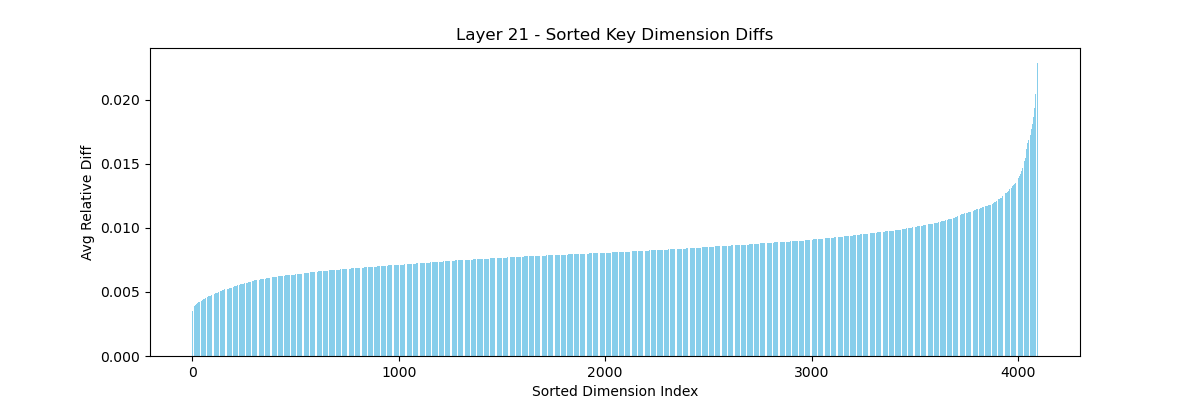 Layer 21 - Sorted Key Dimension Diffs
Avg Relative Diff
0.020
0.015
0.010
0.005
0.000
0 1000 2000 3000 4000
Sorted Dimension Index